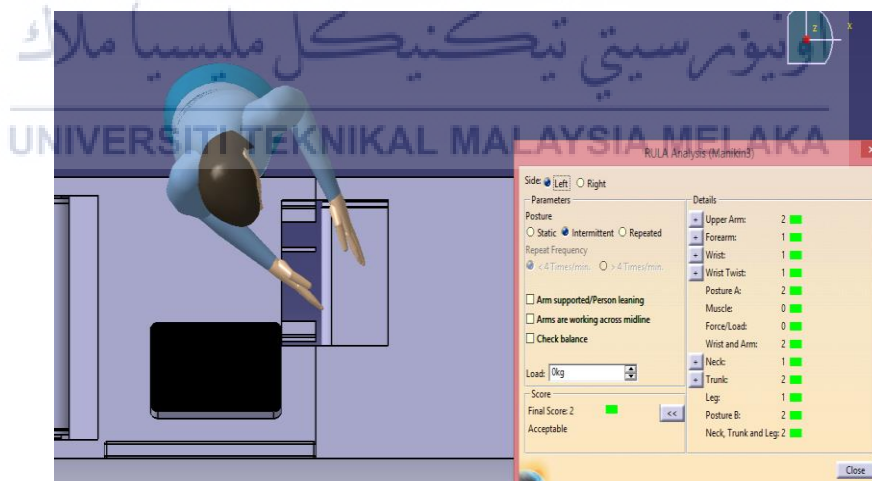 اونيۏرسيتي تيكنيكل مليسيا ملاك
UNIVERSITI TEKNIKAL MALAYSIA MELAKA
z
x
RULA Analysis (Manikin3)
Side: Left Right
Parameters
Posture
Static Intermittent Repeated
Repeat Frequency
< 4 Times/min. > 4 Times/min.
Arm supported/Person leaning
Arms are working across midline
Check balance
Load: 0kg
Score
Final Score: 2 <<
Acceptable
Details
+ Upper Arm: 2
+ Forearm: 1
+ Wrist: 1
+ Wrist Twist: 1
Posture A: 2
Muscle: 0
Force/Load: 0
Wrist and Arm: 2
+ Neck: 1
+ Trunk: 2
Leg: 1
Posture B: 2
Neck, Trunk and Leg: 2
Close